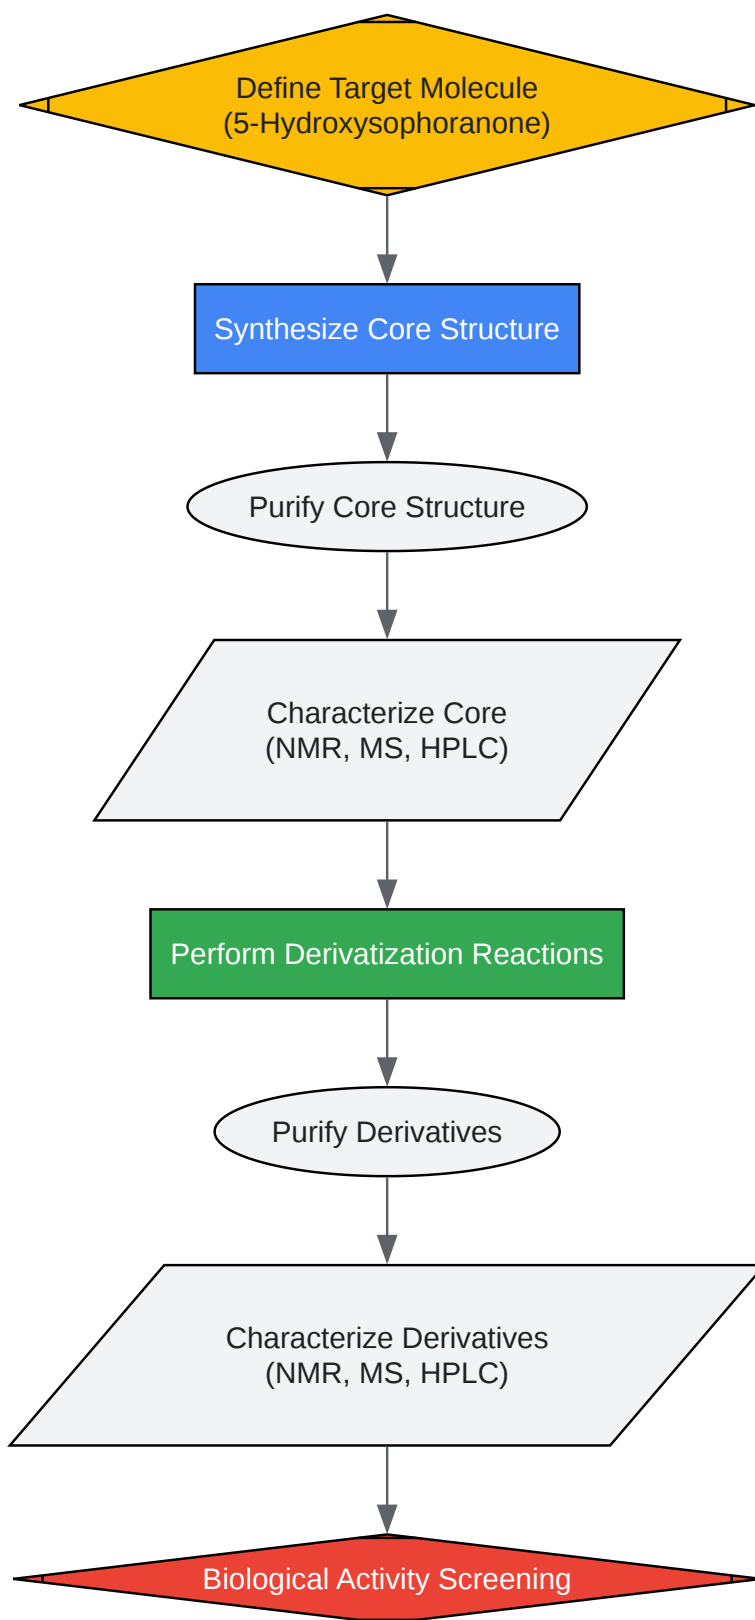 Define Target Molecule
(5-Hydroxysophoranone)
Synthesize Core Structure
Purify Core Structure
Characterize Core
(NMR, MS, HPLC)
Perform Derivatization Reactions
Purify Derivatives
Characterize Derivatives
(NMR, MS, HPLC)
Biological Activity Screening